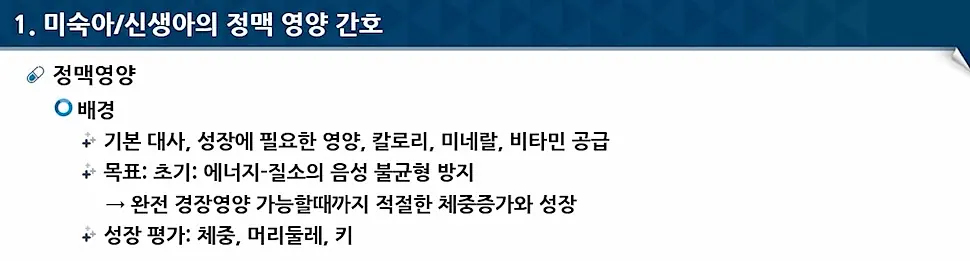 1. 미숙아/신생아의 정맥 영양 간호
정맥영양
배경
기본 대사, 성장에 필요한 영양, 칼로리, 미네랄, 비타민 공급
목표: 초기: 에너지-질소의 음성 불균형 방지
→ 완전 경장영양 가능할때까지 적절한 체중증가와 성장
성장 평가: 체중, 머리둘레, 키